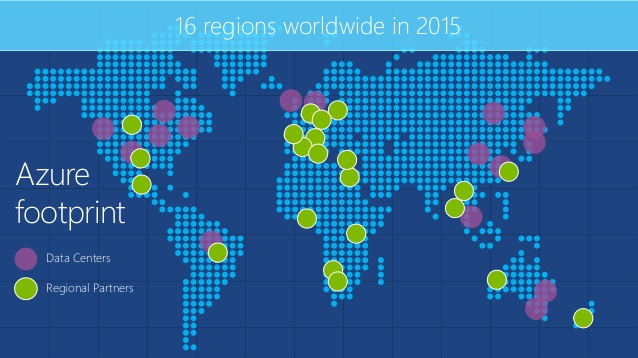 16 regions worldwide in 2015
Azure
footprint
Data Centers
Regional Partners